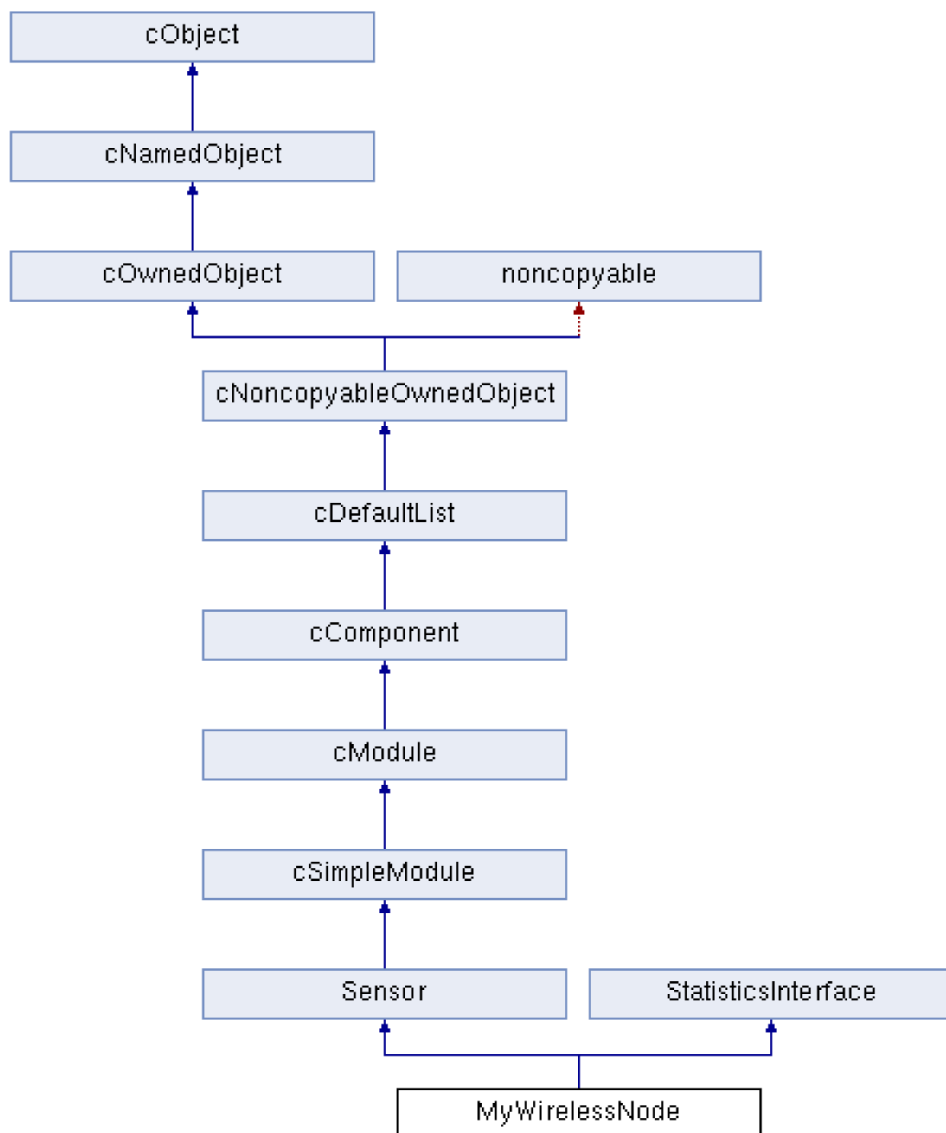 cObject
cNamedObject
cOwnedObject
noncopyable
cNoncopyableOwnedObject
cDefaultList
cComponent
cModule
cSimpleModule
Sensor
StatisticsInterface
MyWirelessNode